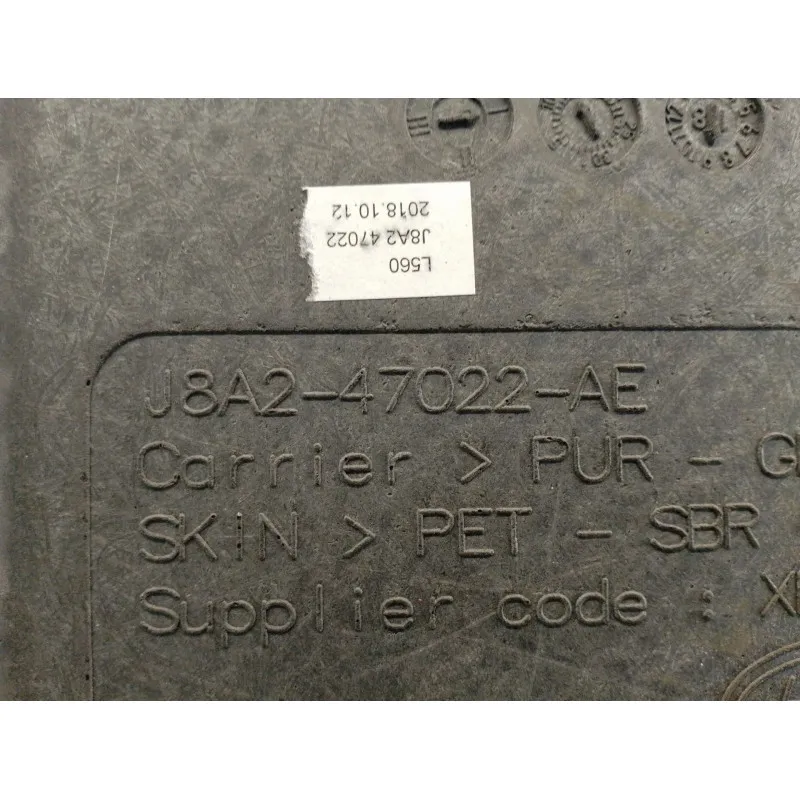 L560
J8A2 47022
2018.10.12
J8A2-47022-AE
Carrier > PUR - G
SKIN > PET - SBR
Supplier code : X